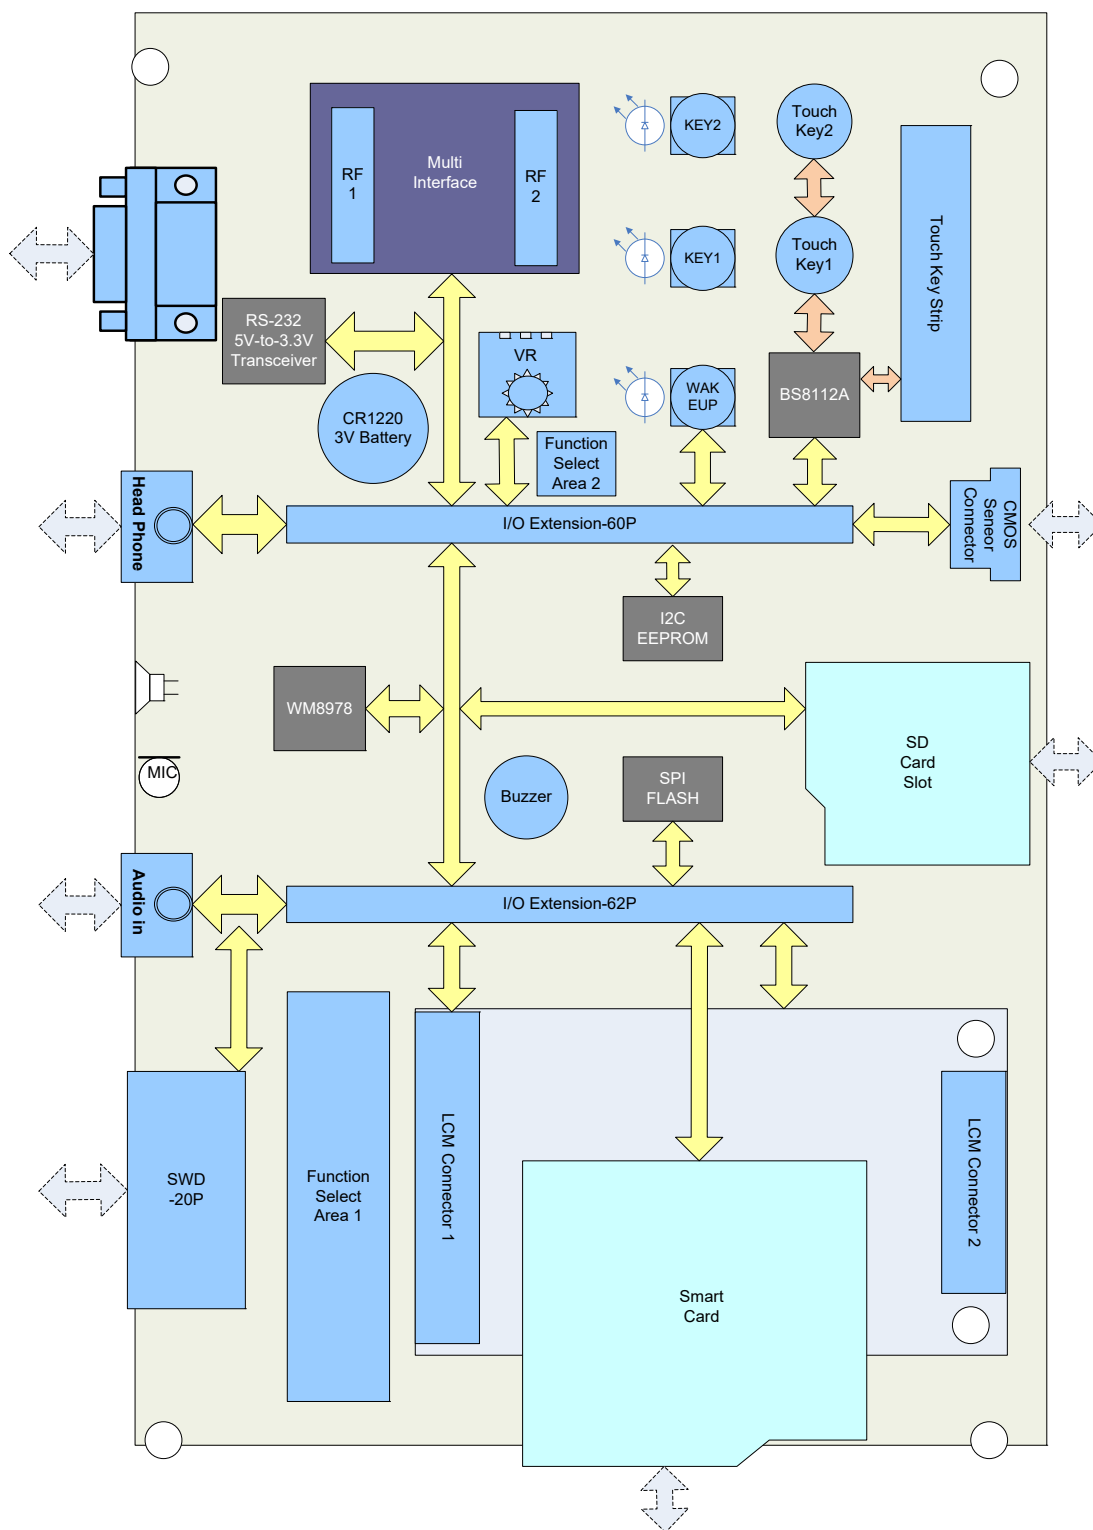 Touch
Key2
KEY2
Multi
Interface
RF
1
RF
2
Touch
Key1
KEY1
Touch Key Strip
RS-232
5V-to-3.3V
Transceiver
VR
WAK
EUP
BS8112A
CR1220
3V Battery
Function
Select
Area 2
Head Phone
I/O Extension-60P
CMOS
Seneor
Connector
I2C
EEPROM
WM8978
SD
Card
Slot
MIC
Buzzer
SPI
FLASH
Audio in
I/O Extension-62P
SWD
-20P
Function
Select
Area 1
LCM Connector 1
LCM Connector 2
Smart
Card